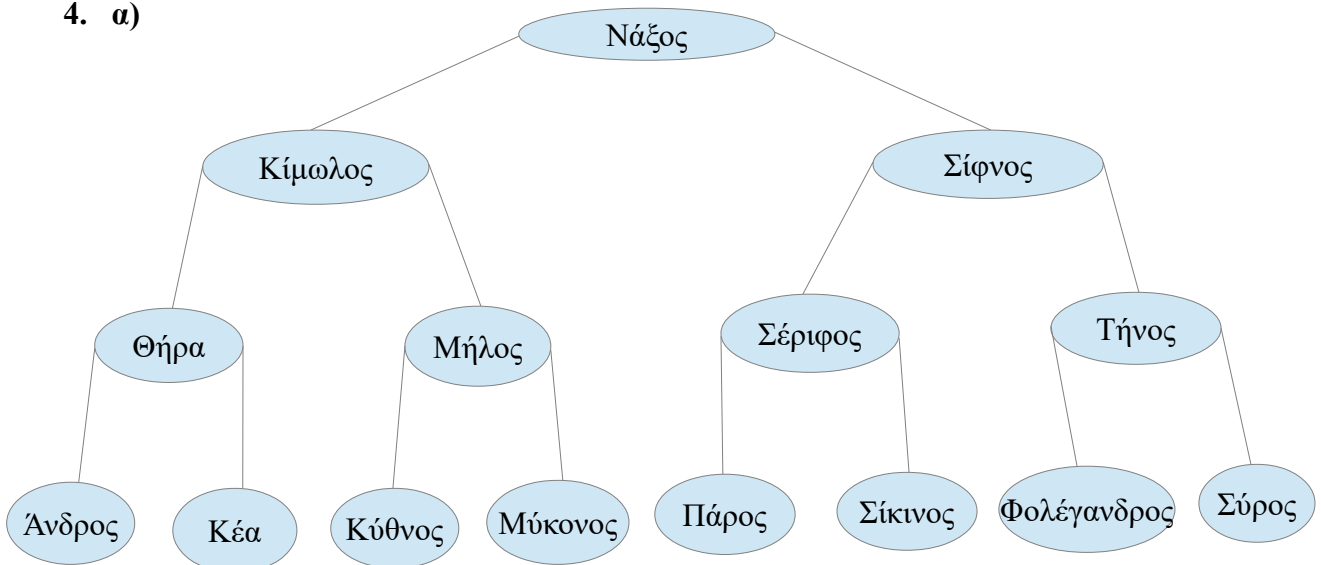 4. α)
Νάξος
Κίμωλος Σίφνος
Θήρα Μήλος Σέριφος Τήνος
Άνδρος Κέα Κύθνος Μύκονος Πάρος Σίκινος Φολέγανδρος Σύρος